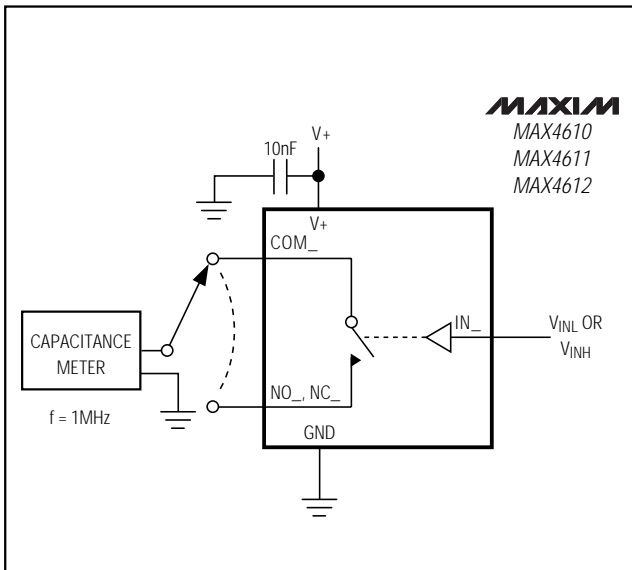 MAXIM
MAX4610
MAX4611
MAX4612
V+
10nF
V+
COM_
IN_
VINL OR
VINH
CAPACITANCE
METER
f = 1MHz
NO_, NC_
GND